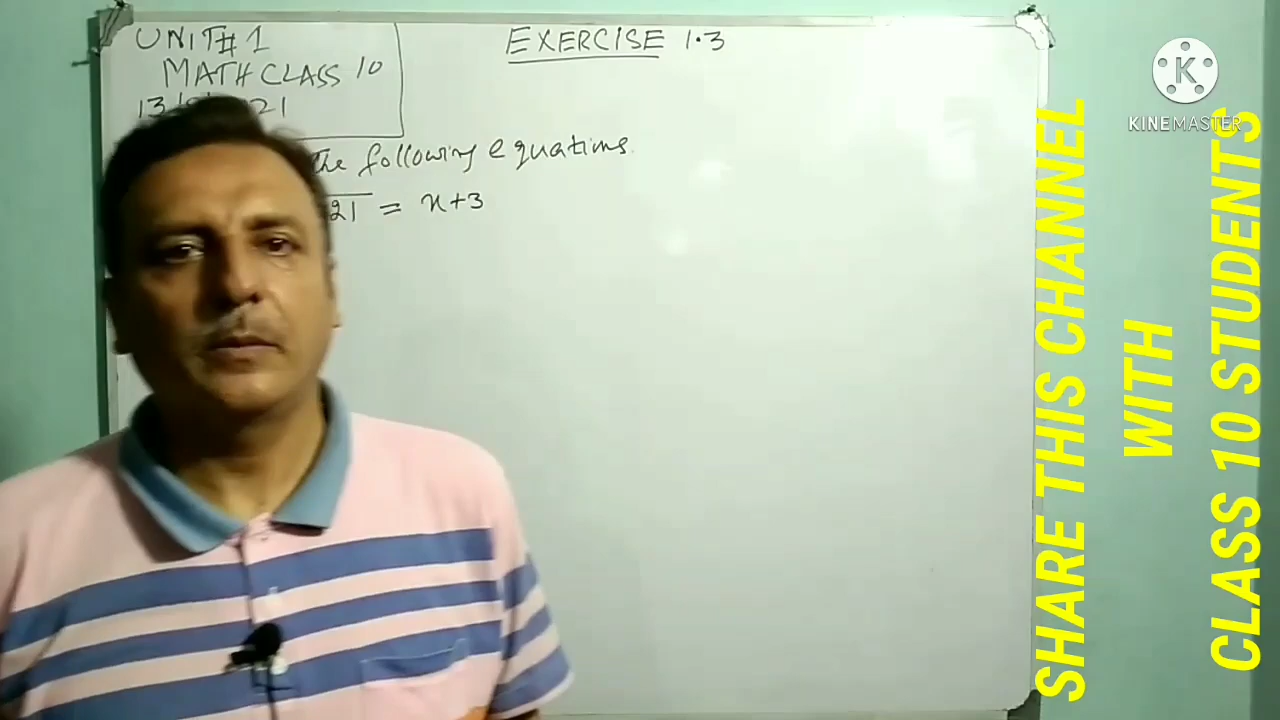 UNIT# 1
MATH CLASS 10
EXERCISE 1.3
the following equations.
21 = x+3
KINEMASTER
SHARE THIS CHANNEL
WITH
CLASS 10 STUDENTS